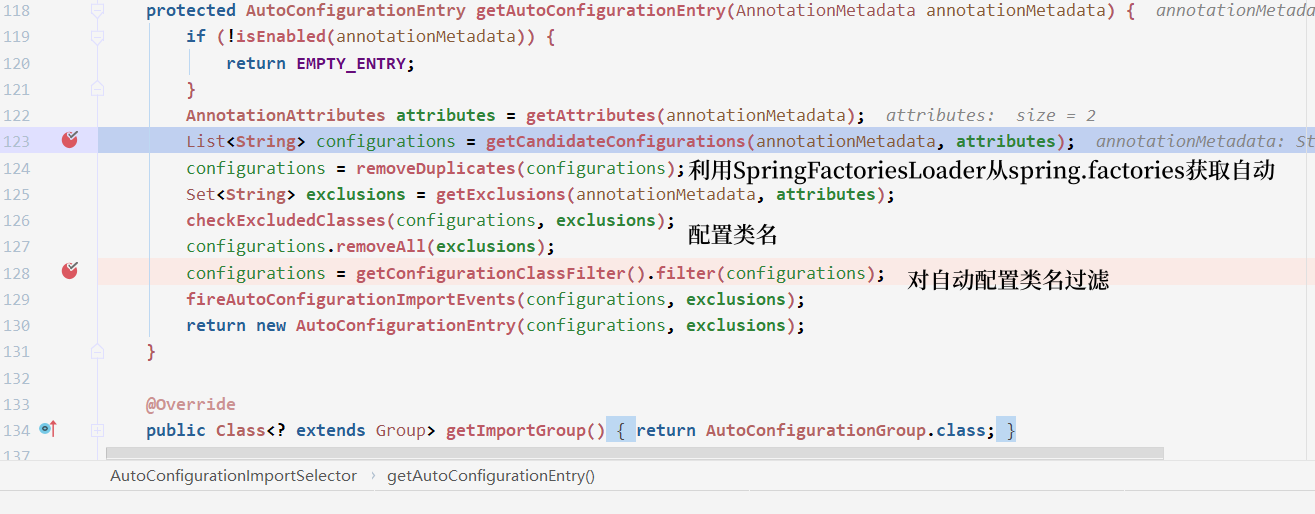 118 protected AutoConfigurationEntry getAutoConfigurationEntry(AnnotationMetadata annotationMetadata) { annotationMetada
119 if (!isEnabled(annotationMetadata)) {
120 return EMPTY_ENTRY;
121 }
122 AnnotationAttributes attributes = getAttributes(annotationMetadata); attributes: size = 2
123 List<String> configurations = getCandidateConfigurations(annotationMetadata, attributes); annotationMetadata: St
124 configurations = removeDuplicates(configurations); 利用SpringFactoriesLoader从spring.factories获取自动
125 Set<String> exclusions = getExclusions(annotationMetadata, attributes);
126 checkExcludedClasses(configurations, exclusions); 配置类名
127 configurations.removeAll(exclusions);
128 configurations = getConfigurationClassFilter().filter(configurations); 对自动配置类名过滤
129 fireAutoConfigurationImportEvents(configurations, exclusions);
130 return new AutoConfigurationEntry(configurations, exclusions);
131 }
132
133 @Override
134 public Class<? extends Group> getImportGroup() { return AutoConfigurationGroup.class; }
137
AutoConfigurationImportSelector › getAutoConfigurationEntry()